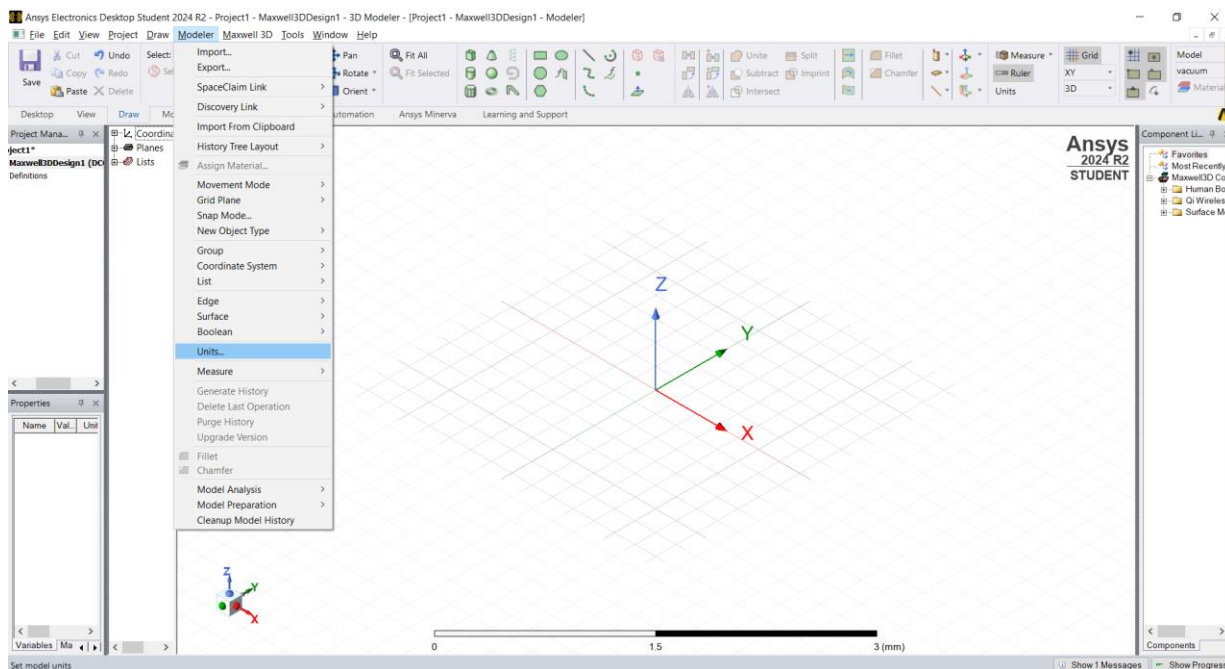 Ansys Electronics Desktop Student 2024 R2 - Project1 - Maxwell3DDesign1 - 3D Modeler - [Project1 - Maxwell3DDesign1 - Modeler]
File Edit View Project Draw Modeler Maxwell 3D Tools Window Help
Save
Cut
Copy
Paste
Undo
Redo
Delete
Select:
Pan
Rotate
Orient
Fit All
Fit Selected
Unite
Subtract
Intersect
Split
Imprint
Fillet
Chamfer
Measure
Ruler
Units
Grid
XY
3D
Model
vacuum
Material
Desktop View Draw
utomation Ansys Minerva Learning and Support
Project Mana...
ject1*
Maxwell3DDesign1 (DC
Definitions
Coordina
Planes
Lists
Import...
Export...
SpaceClaim Link
Discovery Link
Import From Clipboard
History Tree Layout
Assign Material...
Movement Mode
Grid Plane
Snap Mode...
New Object Type
Group
Coordinate System
List
Edge
Surface
Boolean
Units...
Measure
Generate History
Delete Last Operation
Purge History
Upgrade Version
Fillet
Chamfer
Model Analysis
Model Preparation
Cleanup Model History
Ansys
2024 R2
STUDENT
Z
Y
X
Z
Y
X
0 1.5 3 (mm)
Component Li...
Favorites
Most Recently
Maxwell3D Co
Human Bo
Qi Wireles
Surface M
Components
Properties
Name Val... Unit
Variables Ma
Set model units
Show 1 Messages Show Progress